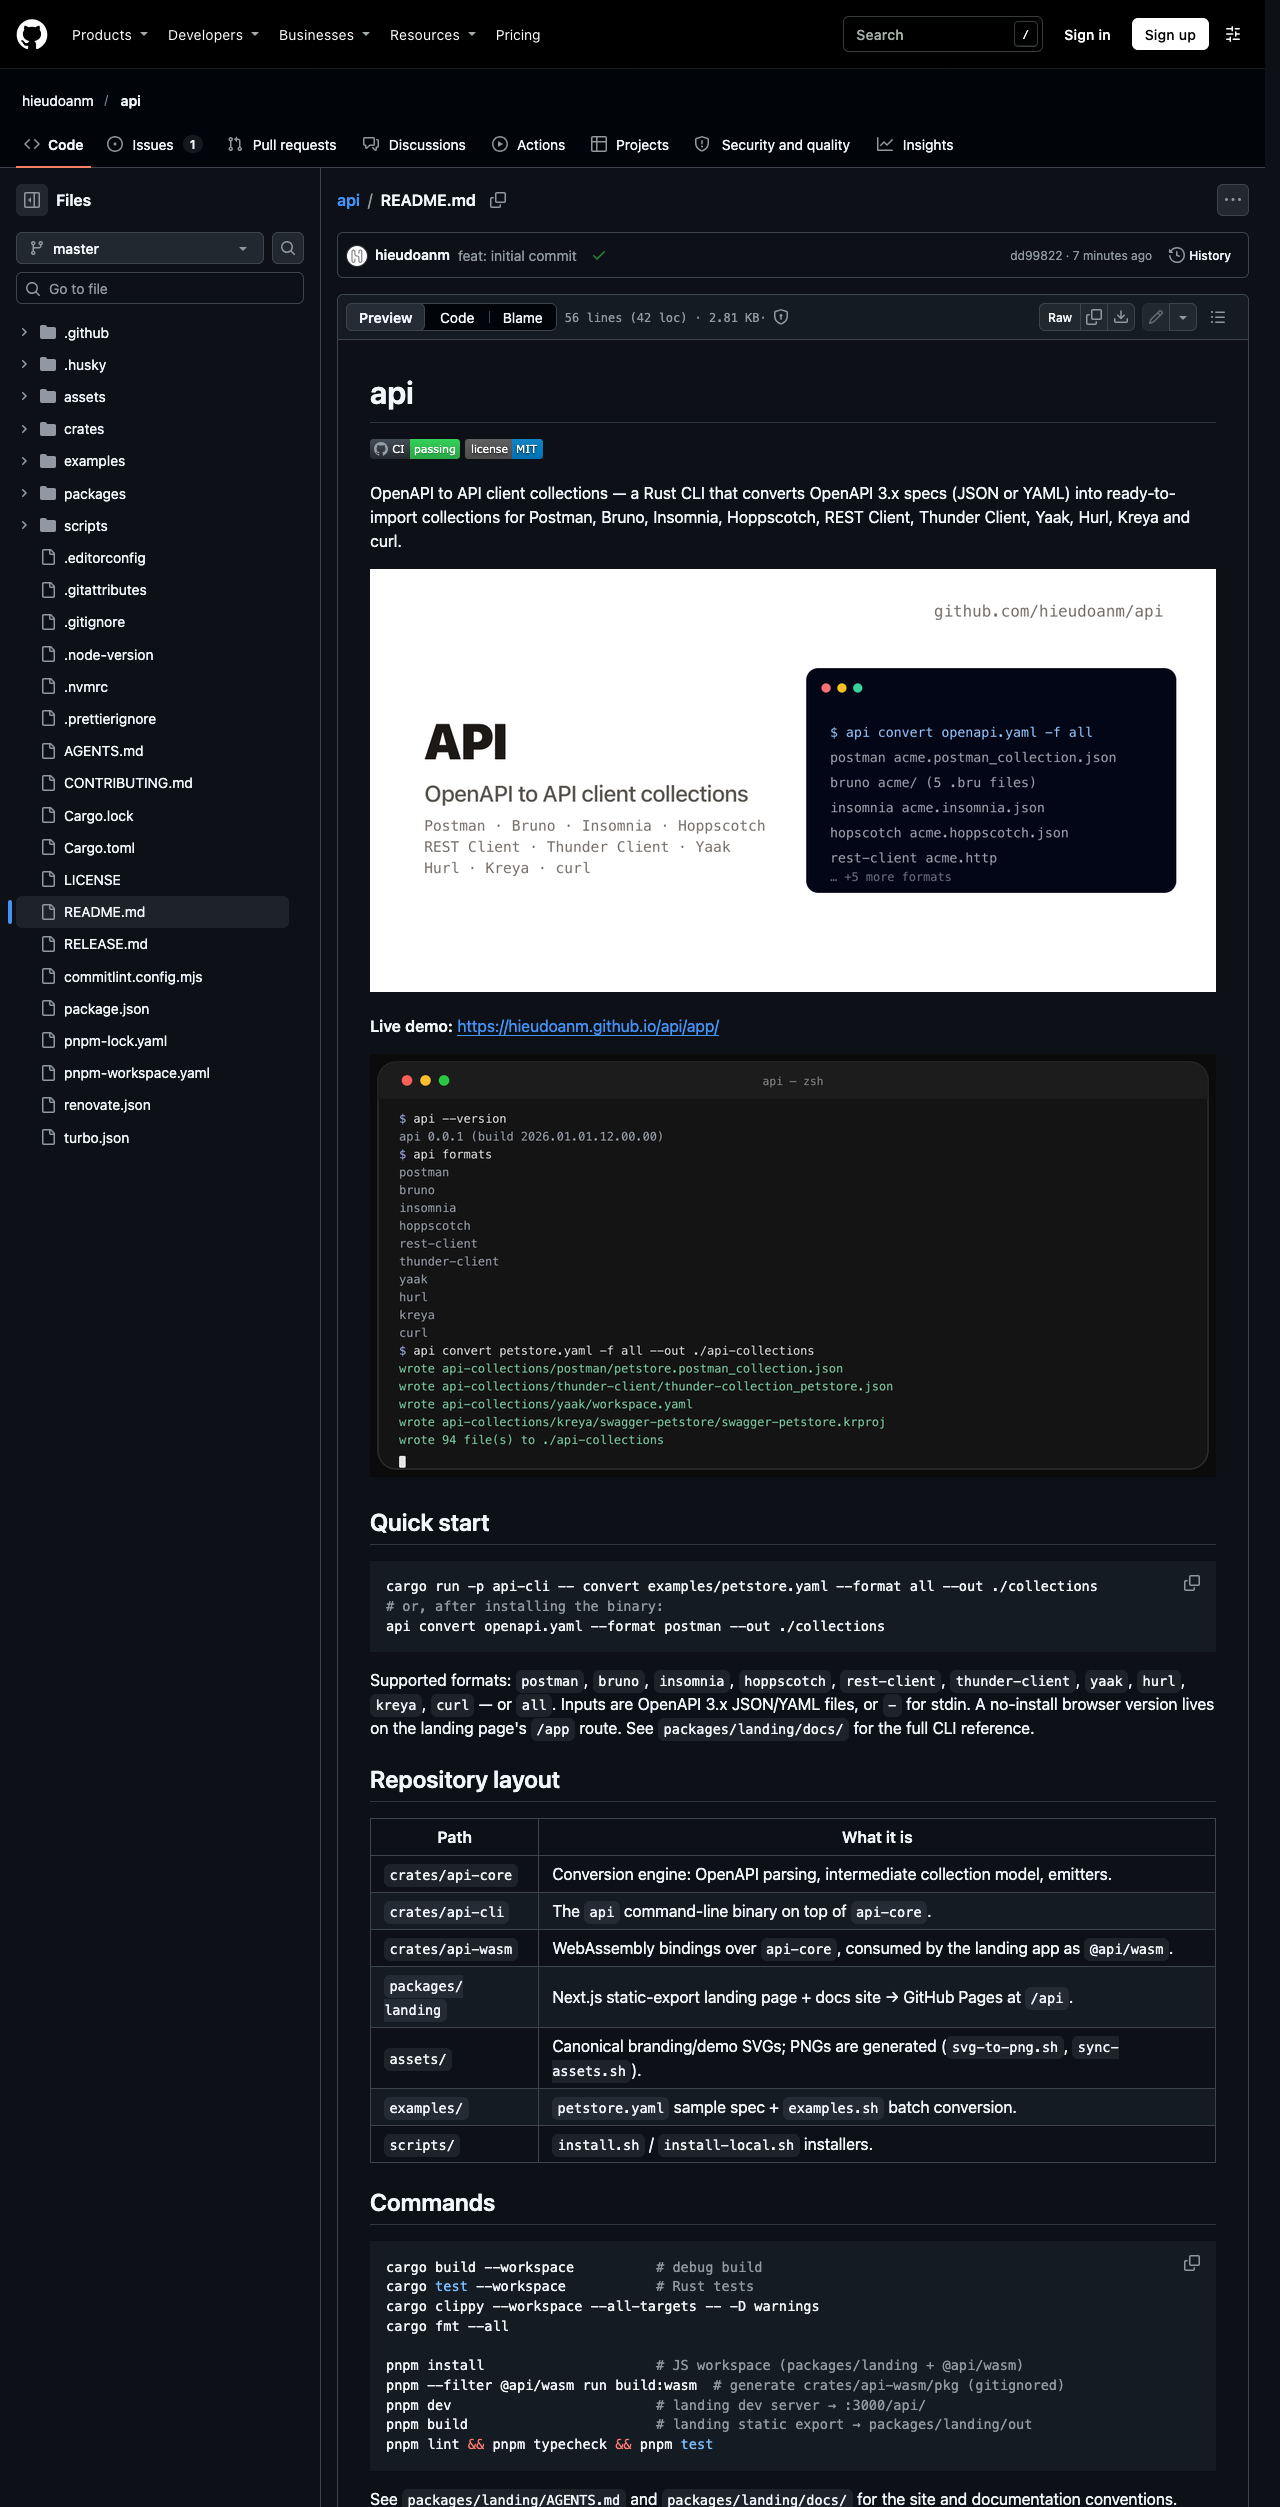 Products Developers Businesses Resources Pricing Search / Sign in Sign up
hieudoanm / api
Code Issues 1 Pull requests Discussions Actions Projects Security and quality Insights
Files
master
Go to file
.github
.husky
assets
crates
examples
packages
scripts
.editorconfig
.gitattributes
.gitignore
.node-version
.nvmrc
.prettierignore
AGENTS.md
CONTRIBUTING.md
Cargo.lock
Cargo.toml
LICENSE
README.md
RELEASE.md
commitlint.config.mjs
package.json
pnpm-lock.yaml
pnpm-workspace.yaml
renovate.json
turbo.json
api / README.md
hieudoanm feat: initial commit dd99822 · 7 minutes ago History
Preview Code Blame 56 lines (42 loc) · 2.81 KB · Raw
api
CI passing license MIT
OpenAPI to API client collections — a Rust CLI that converts OpenAPI 3.x specs (JSON or YAML) into ready-to-
import collections for Postman, Bruno, Insomnia, Hoppscotch, REST Client, Thunder Client, Yaak, Hurl, Kreya and
curl.
github.com/hieudoanm/api
API
OpenAPI to API client collections
Postman · Bruno · Insomnia · Hoppscotch
REST Client · Thunder Client · Yaak
Hurl · Kreya · curl
$ api convert openapi.yaml -f all
postman acme.postman_collection.json
bruno acme/ (5 .bru files)
insomnia acme.insomnia.json
hopscotch acme.hoppscotch.json
rest-client acme.http
… +5 more formats
Live demo: https://hieudoanm.github.io/api/app/
api — zsh
$ api --version
api 0.0.1 (build 2026.01.01.12.00.00)
$ api formats
postman
bruno
insomnia
hoppscotch
rest-client
thunder-client
yaak
hurl
kreya
curl
$ api convert petstore.yaml -f all --out ./api-collections
wrote api-collections/postman/petstore.postman_collection.json
wrote api-collections/thunder-client/thunder-collection_petstore.json
wrote api-collections/yaak/workspace.yaml
wrote api-collections/kreya/swagger-petstore/swagger-petstore.krproj
wrote 94 file(s) to ./api-collections
Quick start
cargo run -p api-cli -- convert examples/petstore.yaml --format all --out ./collections
# or, after installing the binary:
api convert openapi.yaml --format postman --out ./collections
Supported formats: postman, bruno, insomnia, hoppscotch, rest-client, thunder-client, yaak, hurl,
kreya, curl — or all. Inputs are OpenAPI 3.x JSON/YAML files, or - for stdin. A no-install browser version lives
on the landing page's /app route. See packages/landing/docs/ for the full CLI reference.
Repository layout
Path What it is
crates/api-core Conversion engine: OpenAPI parsing, intermediate collection model, emitters.
crates/api-cli The api command-line binary on top of api-core.
crates/api-wasm WebAssembly bindings over api-core, consumed by the landing app as @api/wasm.
packages/
landing Next.js static-export landing page + docs site → GitHub Pages at /api.
assets/ Canonical branding/demo SVGs; PNGs are generated (svg-to-png.sh, sync-
assets.sh).
examples/ petstore.yaml sample spec + examples.sh batch conversion.
scripts/ install.sh / install-local.sh installers.
Commands
cargo build --workspace # debug build
cargo test --workspace # Rust tests
cargo clippy --workspace --all-targets -- -D warnings
cargo fmt --all
pnpm install # JS workspace (packages/landing + @api/wasm)
pnpm --filter @api/wasm run build:wasm # generate crates/api-wasm/pkg (gitignored)
pnpm dev # landing dev server → :3000/api/
pnpm build # landing static export → packages/landing/out
pnpm lint && pnpm typecheck && pnpm test
See packages/landing/AGENTS.md and packages/landing/docs/ for the site and documentation conventions.